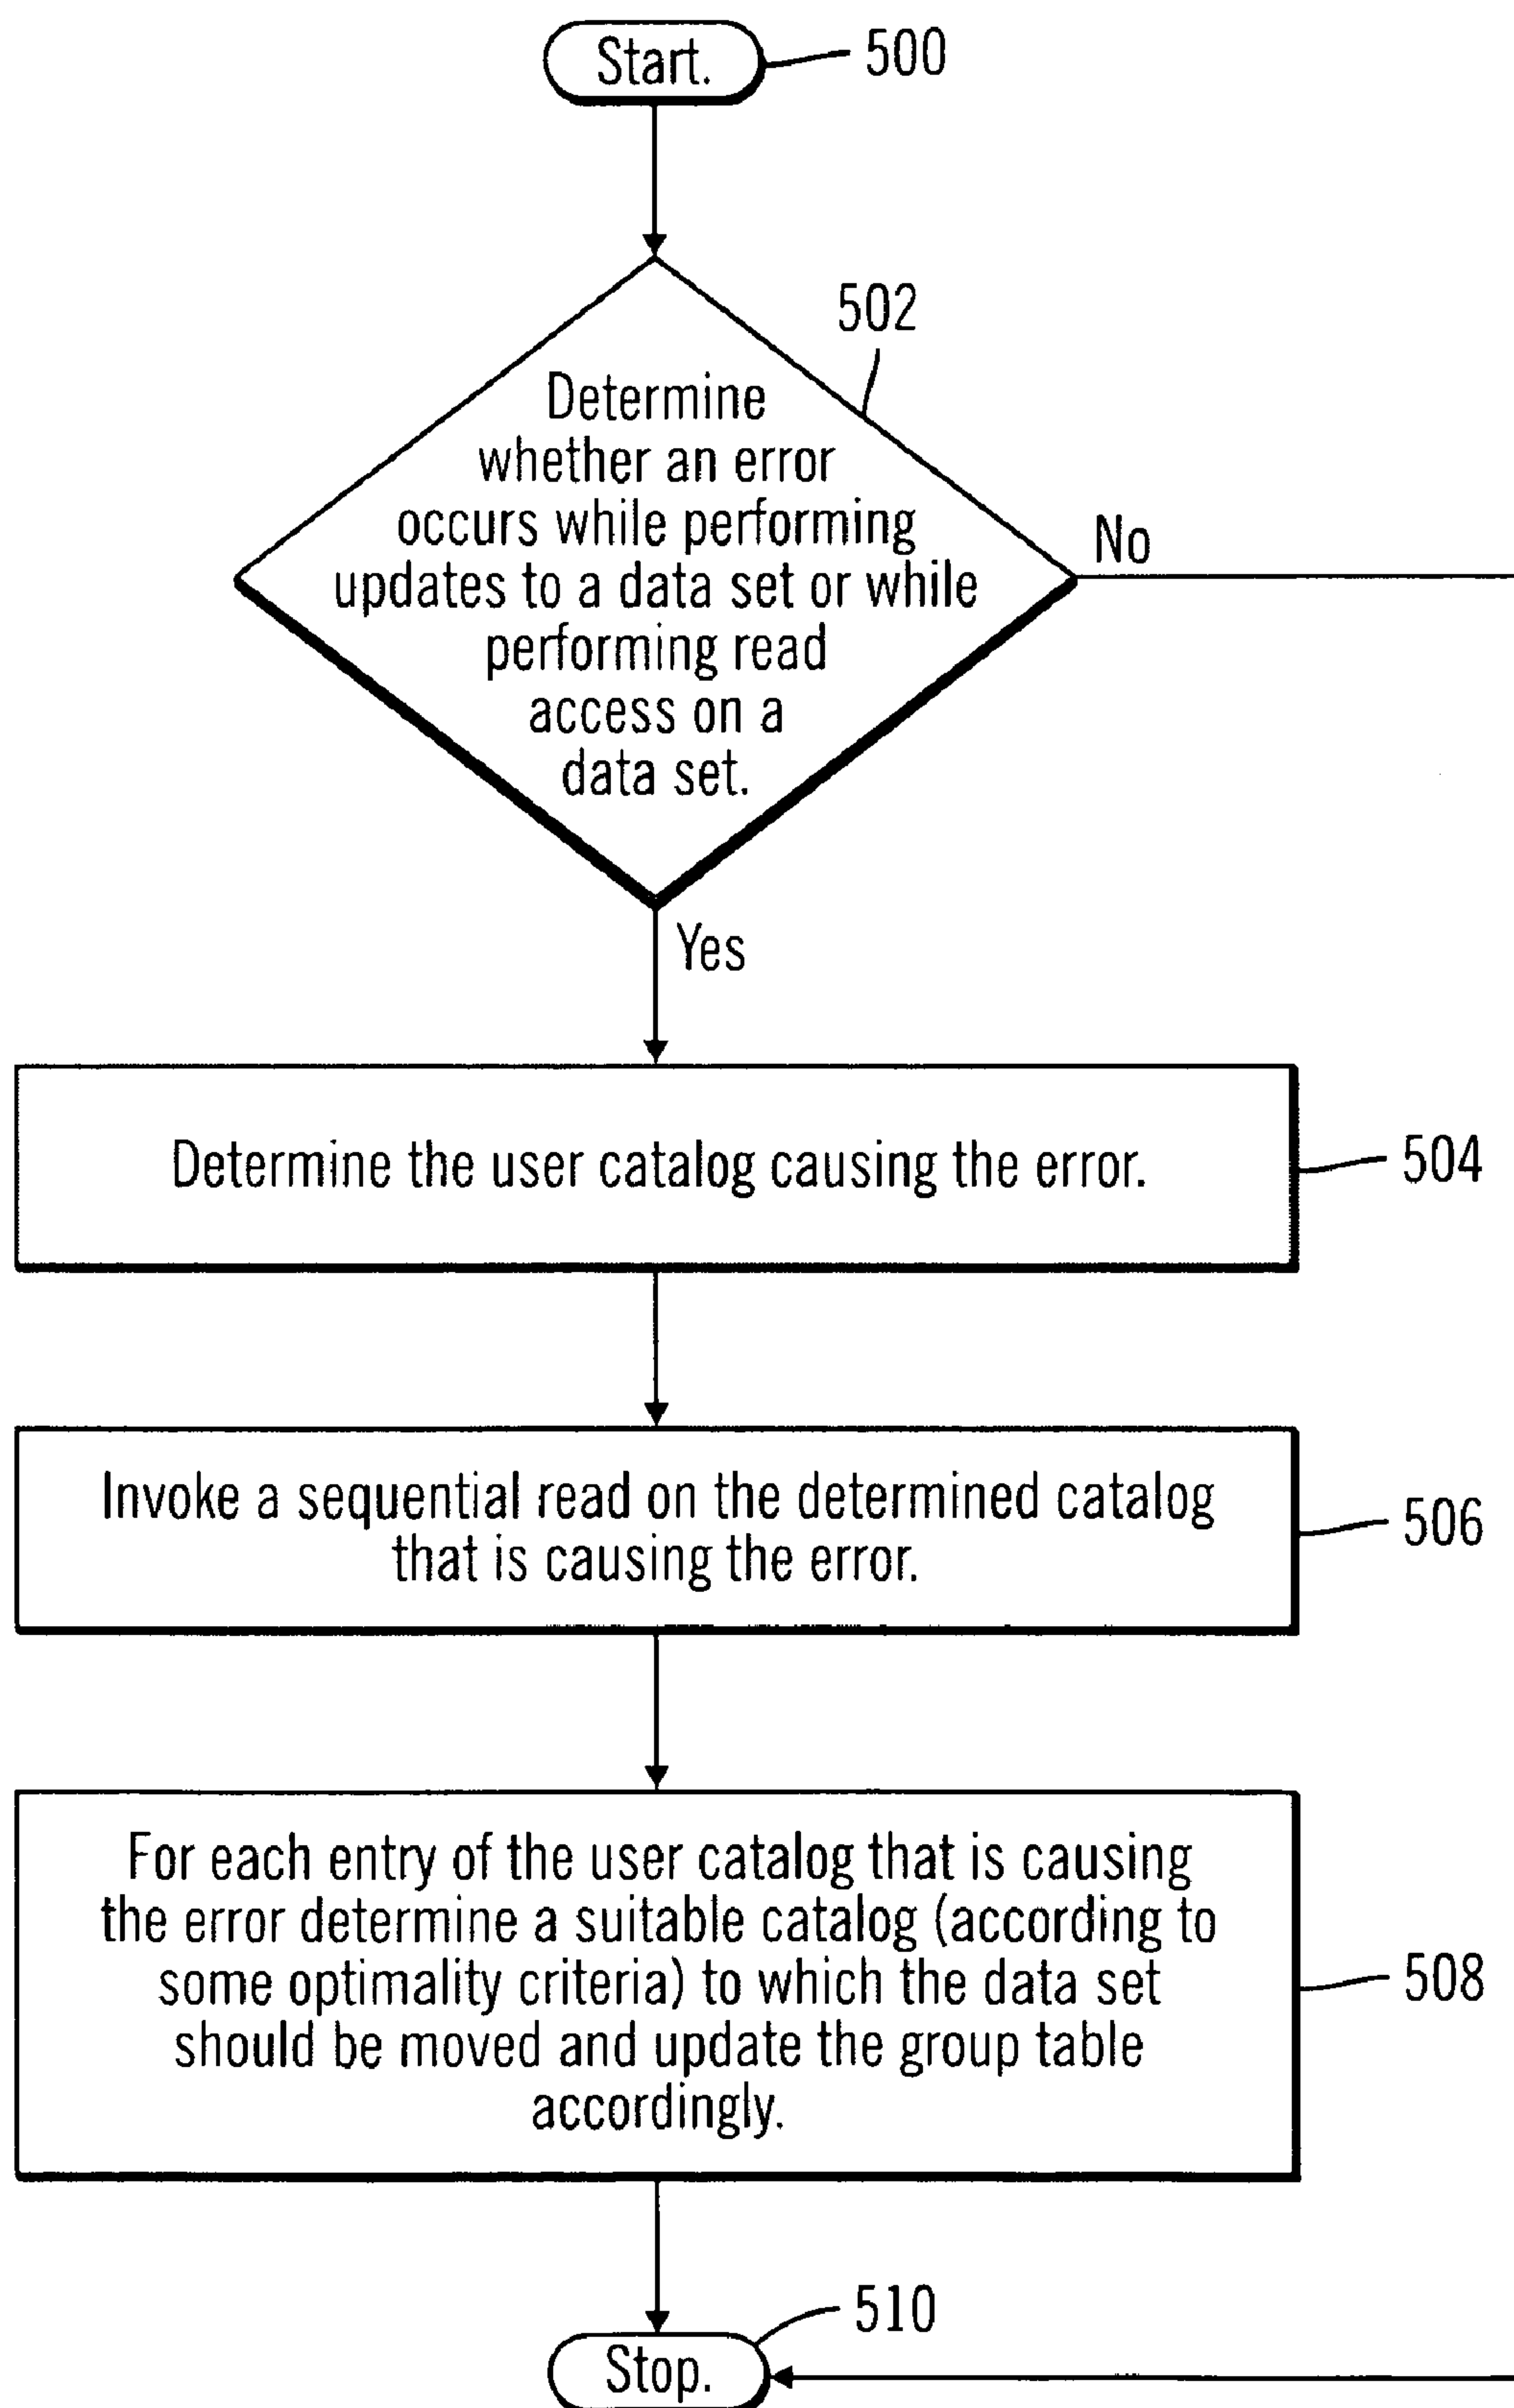 Start.
500
502
Determine
whether an error
occurs while performing
updates to a data set or while
performing read
access on a
data set.
No
Yes
Determine the user catalog causing the error.
504
Invoke a sequential read on the determined catalog
that is causing the error.
506
For each entry of the user catalog that is causing
the error determine a suitable catalog (according to
some optimality criteria) to which the data set
should be moved and update the group table
accordingly.
508
510
Stop.